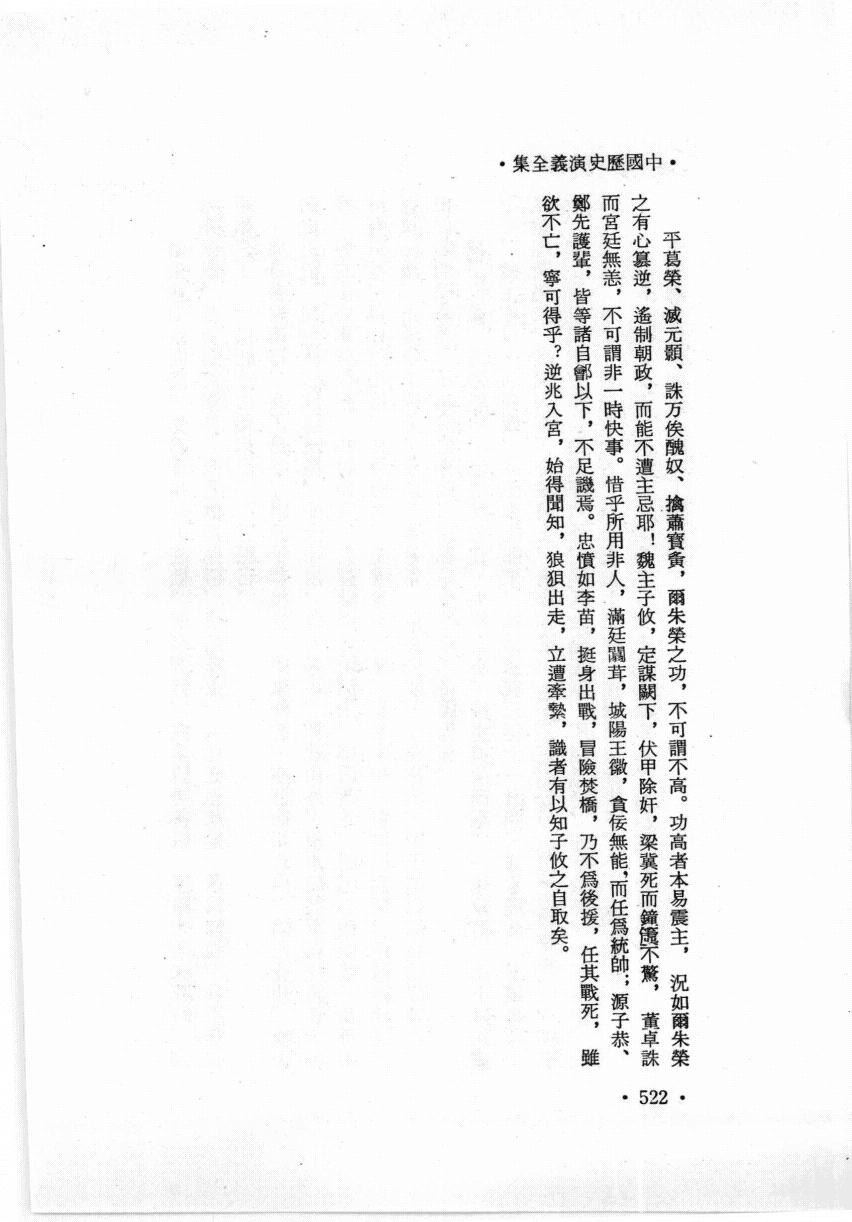 ・中國歷史演義全集・
平葛榮、滅元顥、誅万俟醜奴、擒蕭寶夤，爾朱榮之功，不可謂不高。功高者本易震主，況如爾朱榮
之有心篡逆，遙制朝政，而能不遭主忌耶！魏主子攸，定謀闕下，伏甲除奸，梁冀死而鐘簴不驚，董卓誅
而宮廷無恙，不可謂非一時快事。惜乎所用非人，滿廷闒茸，城陽王徽，貪佞無能，而任爲統帥；源子恭、
鄭先護輩，皆等諸自鄶以下，不足譏焉。忠憤如李苗，挺身出戰，冒險焚橋，乃不爲後援，任其戰死，雖
欲不亡，寧可得乎？逆兆入宮，始得聞知，狼狽出走，立遭牽縶，識者有以知子攸之自取矣。
・522・